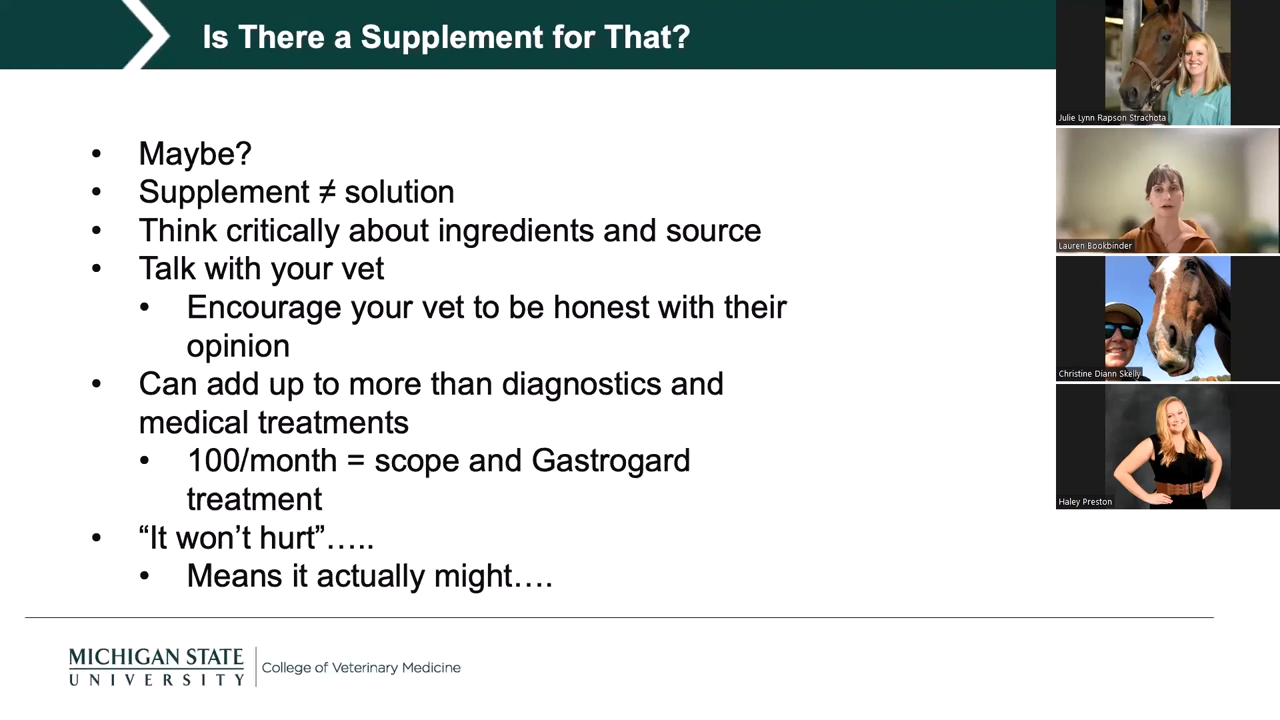 Is There a Supplement for That?
• Maybe?
• Supplement ≠ solution
• Think critically about ingredients and source
• Talk with your vet
• Encourage your vet to be honest with their
opinion
• Can add up to more than diagnostics and
medical treatments
• 100/month = scope and Gastrogard
treatment
• “It won’t hurt”…..
• Means it actually might….
MICHIGAN STATE
UNIVERSITY
College of Veterinary Medicine
Julie Lynn Rapson Strachota
Lauren Bookbinder
Christine Diann Skelly
Haley Preston